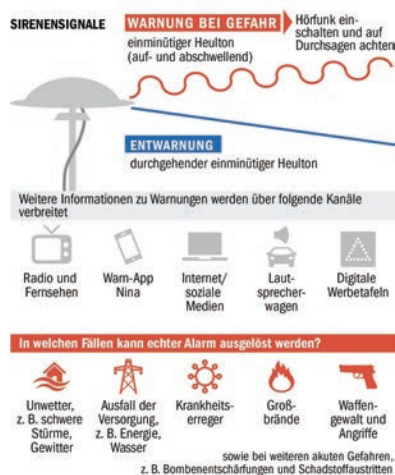 SIRENENSIGNALE
WARNUNG BEI GEFAHR
Hörfunk ein-
schalten und auf
Durchsagen achten
einminütiger Heulton
(auf- und abschwellend)
ENTWARNUNG
durchgehender einminütiger Heulton
Weitere Informationen zu Warnungen werden über folgende Kanäle
verbreitet
Radio und
Fernsehen
Warn-App
Nina
Internet/
soziale
Medien
Laut-
sprecher-
wagen
Digitale
Werbetafeln
In welchen Fällen kann echter Alarm ausgelöst werden?
Unwetter,
z. B. schwere
Stürme,
Gewitter
Ausfall der
Versorgung,
z. B. Energie,
Wasser
Krankheits-
erreger
Groß-
brände
Waffen-
gewalt und
Angriffe
sowie bei weiteren akuten Gefahren,
z. B. Bombenentschärfungen und Schadstoffaustritten